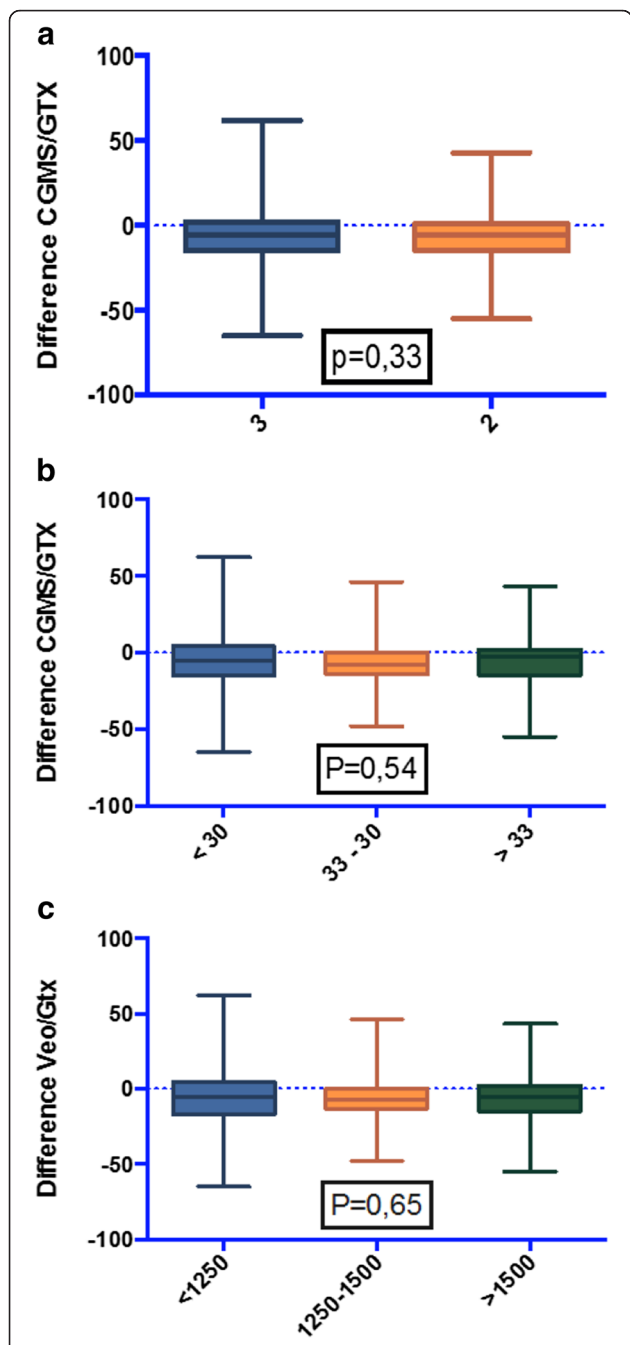 a
Difference CGMS/GTX
100
50
0
-50
-100
p=0,33
3
2
b
Difference CGMS/GTX
100
50
0
-50
-100
P=0,54
< 30
33 -30
> 33
c
Difference Veo/Gtx
100
50
0
-50
-100
P=0,65
<1250
1250-1500
>1500